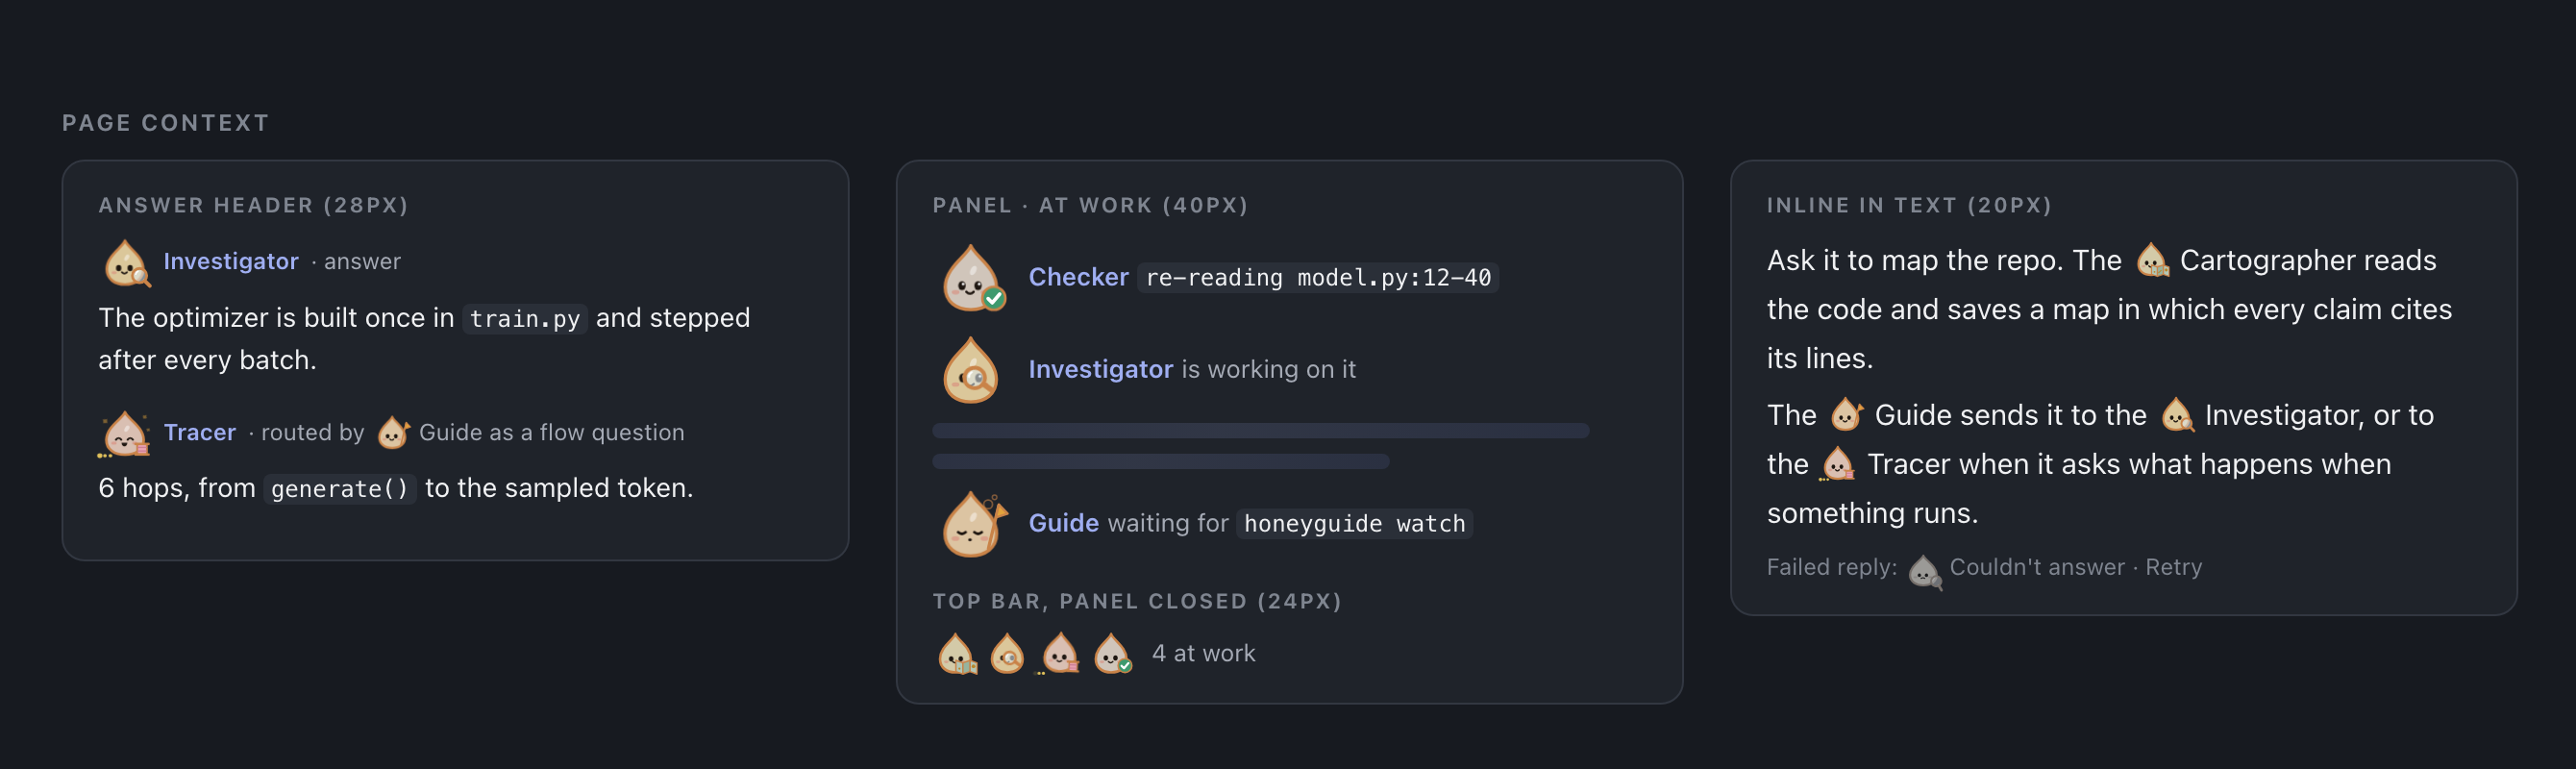 PAGE CONTEXT
ANSWER HEADER (28PX)
Investigator · answer
The optimizer is built once in train.py and stepped
after every batch.
Tracer · routed by Guide as a flow question
6 hops, from generate() to the sampled token.
PANEL · AT WORK (40PX)
Checker re-reading model.py:12–40
Investigator is working on it
Guide waiting for honeyguide watch
TOP BAR, PANEL CLOSED (24PX)
4 at work
INLINE IN TEXT (20PX)
Ask it to map the repo. The Cartographer reads
the code and saves a map in which every claim cites
its lines.
The Guide sends it to the Investigator, or to
the Tracer when it asks what happens when
something runs.
Failed reply: Couldn't answer · Retry